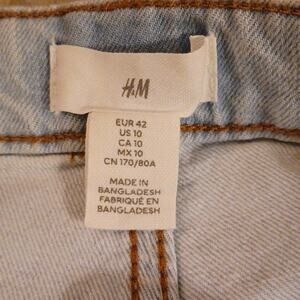 H&M
EUR 42
US 10
CA 10
MX 10
CN 170/80A
MADE IN
BANGLADESH
FABRIQUÉ EN
BANGLADESH